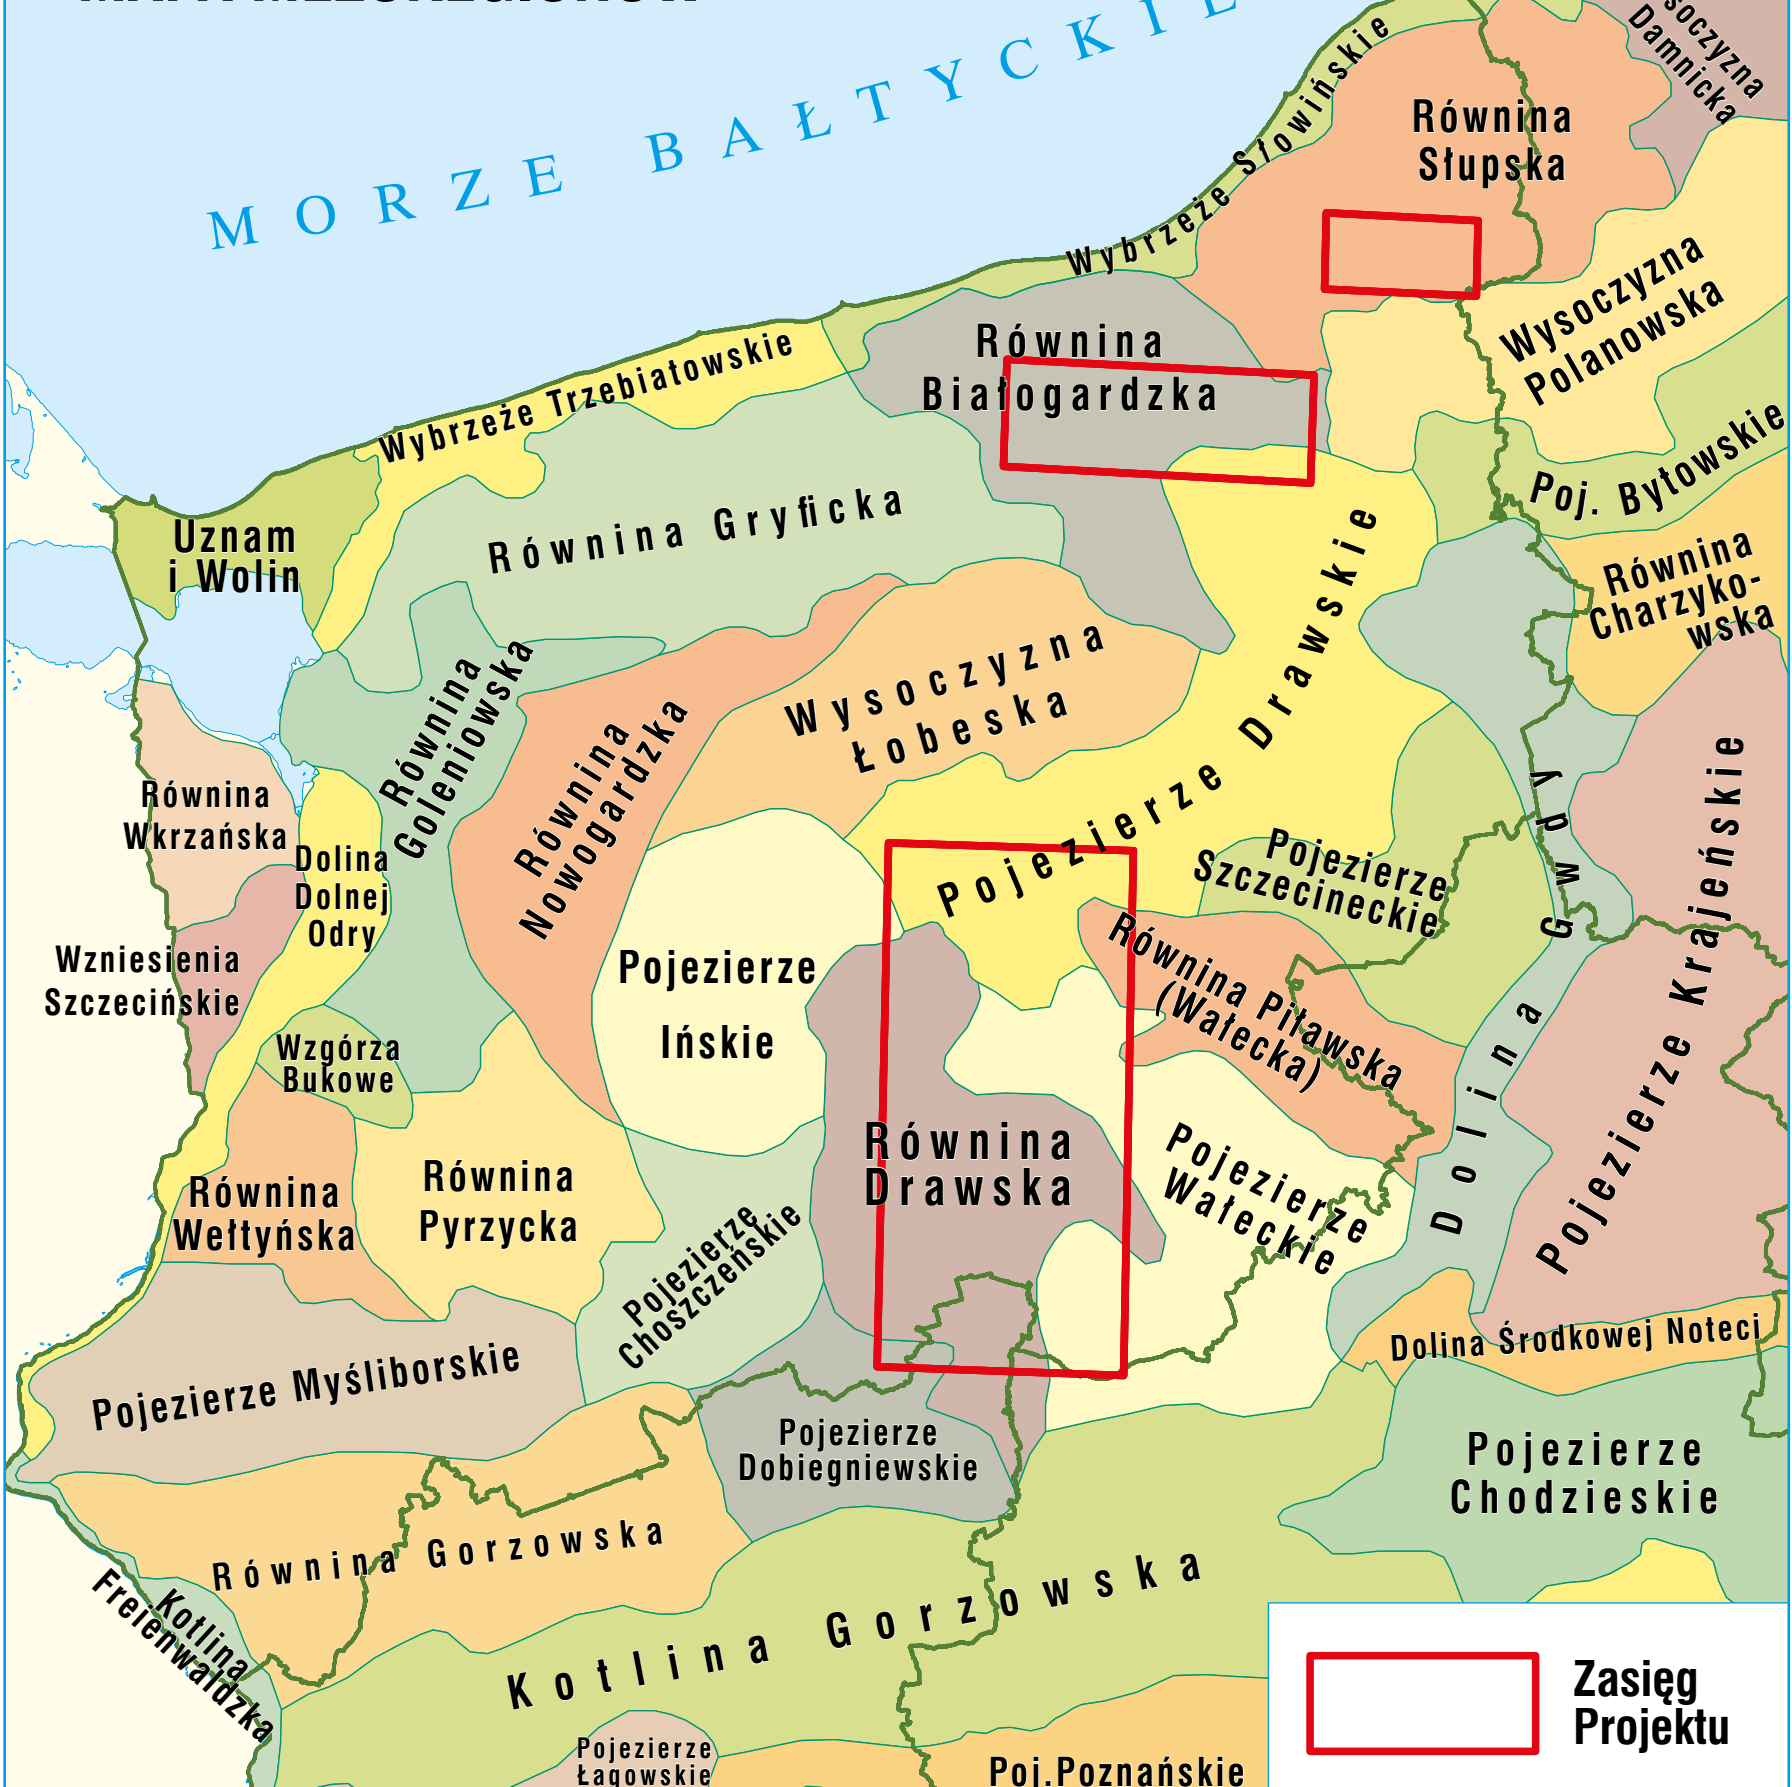 MORZE BAŁTYCKIE
Wybrzeże Słowińskie
Damnicka
Równina
Słupska
Wysoczyzna
Polanowska
Równina
Białogardzka
Wybrzeże Trzebiatowskie
Poj. Bytowskie
Uznam
i Wolin
Równina Gryficka
Równina
Charzyko-
wska
Pojezierze Drawskie
Wysoczyzna
Łobeska
Równina
Goleniowska
Równina
Nowogardzka
Równina
Wkrzańska
Dolina
Dolnej
Odry
Pojezierze
Szczecineckie
Dolina Gwdy
Pojezierze Krajeńskie
Wzniesienia
Szczecińskie
Pojezierze
Ińskie
Równina Piławska
(Wałecka)
Wzgórza
Bukowe
Równina
Drawska
Pojezierze
Wałeckie
Równina
Wełtyńska
Równina
Pyrzycka
Pojezierze
Choszczeńskie
Dolina Środkowej Noteci
Pojezierze Myśliborskie
Pojezierze
Dobiegniewskie
Pojezierze
Chodzieskie
Równina Gorzowska
Kotlina
Freienwaldzka
Kotlina Gorzowska
Pojezierze
Łagowskie
Poj.Poznańskie
Zasięg
Projektu